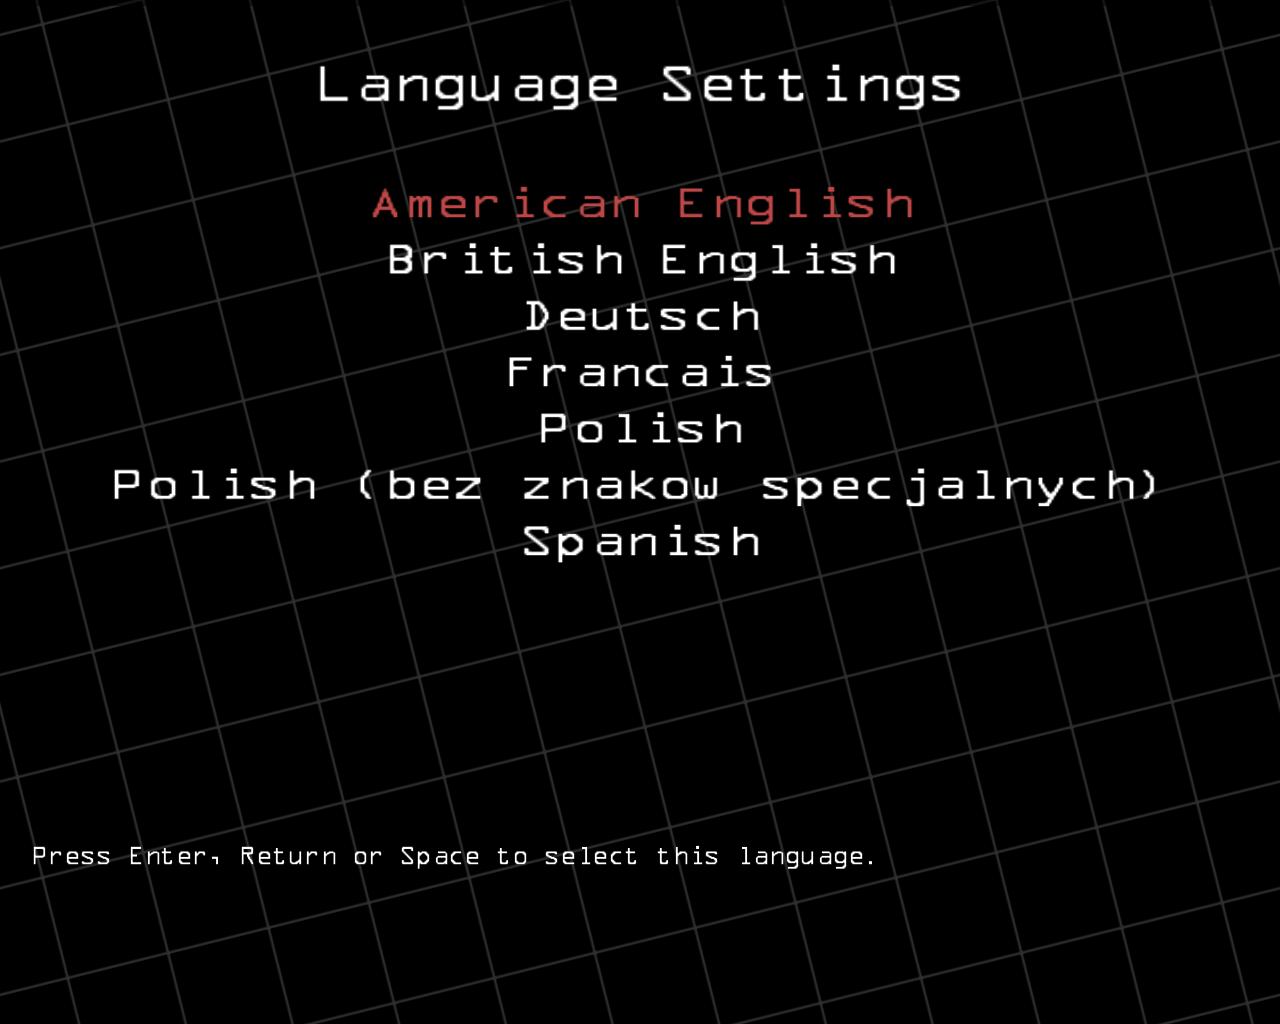 Language Settings
American English
British English
Deutsch
Francais
Polish
Polish (bez znakow specjalnych)
Spanish
Press Enter, Return or Space to select this language.